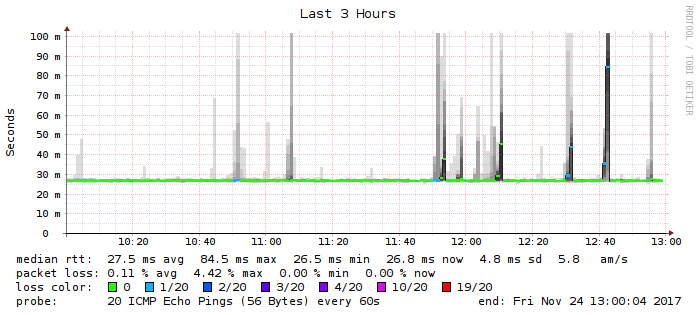 Last 3 Hours
RRDTOOL / TOBI OETIKER
Seconds
100 m
90 m
80 m
70 m
60 m
50 m
40 m
30 m
20 m
10 m
0
10:20 10:40 11:00 11:20 11:40 12:00 12:20 12:40 13:00
median rtt: 27.5 ms avg 84.5 ms max 26.5 ms min 26.8 ms now 4.8 ms sd 5.8 am/s
packet loss: 0.11 % avg 4.42 % max 0.00 % min 0.00 % now
loss color: 0 1/20 2/20 3/20 4/20 10/20 19/20
probe: 20 ICMP Echo Pings (56 Bytes) every 60s end: Fri Nov 24 13:00:04 2017